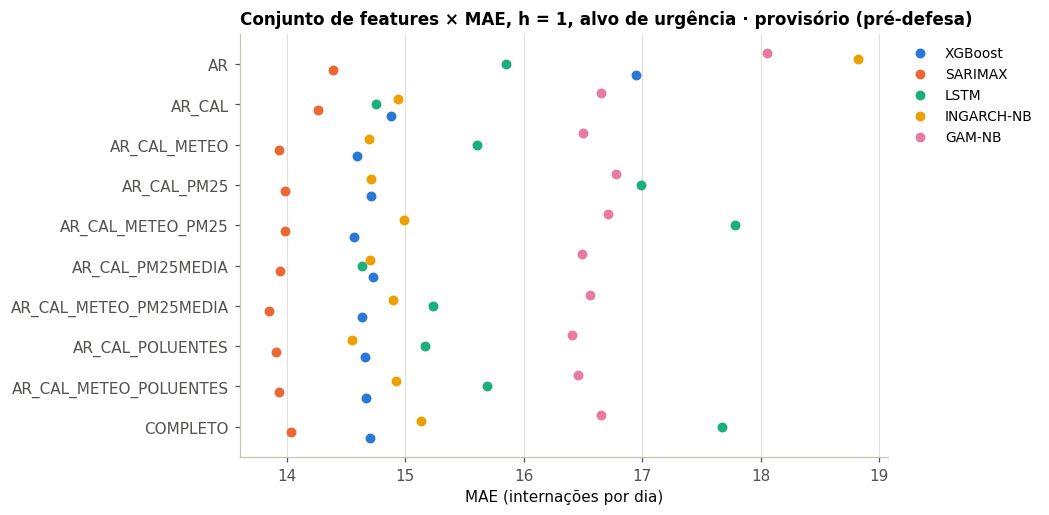 Conjunto de features × MAE, h = 1, alvo de urgência · provisório (pré-defesa)
XGBoost
SARIMAX
LSTM
INGARCH-NB
GAM-NB
AR
AR_CAL
AR_CAL_METEO
AR_CAL_PM25
AR_CAL_METEO_PM25
AR_CAL_PM25MEDIA
AR_CAL_METEO_PM25MEDIA
AR_CAL_POLUENTES
AR_CAL_METEO_POLUENTES
COMPLETO
14 15 16 17 18 19
MAE (internações por dia)